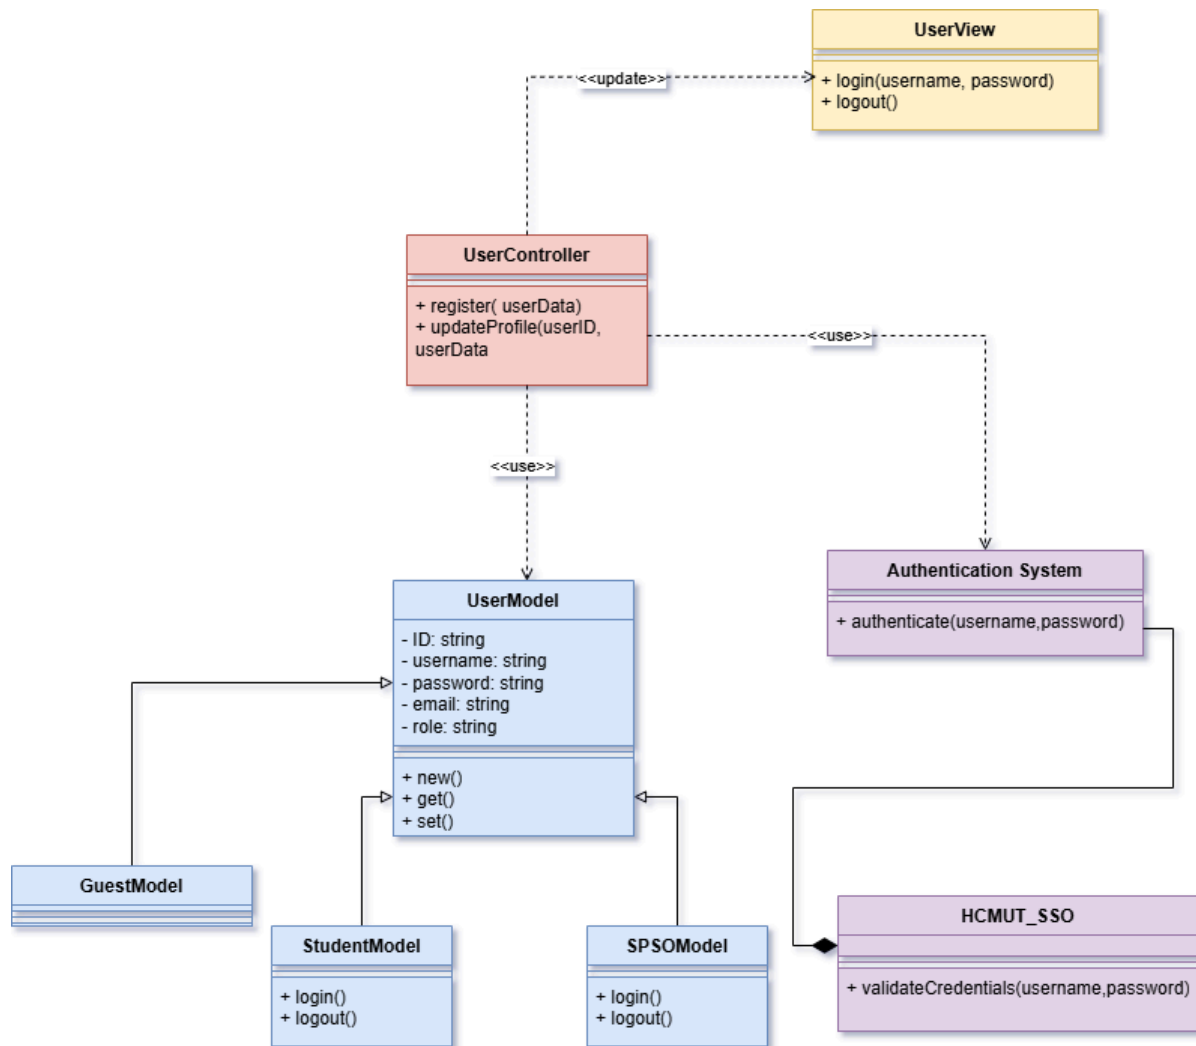 UserView
+ login(username, password)
+ logout()
<<update>>
UserController
+ register( userData)
+ updateProfile(userID,
userData
<<use>>
<<use>>
Authentication System
+ authenticate(username,password)
UserModel
- ID: string
- username: string
- password: string
- email: string
- role: string
+ new()
+ get()
+ set()
GuestModel
StudentModel
+ login()
+ logout()
SPSOModel
+ login()
+ logout()
HCMUT_SSO
+ validateCredentials(username,password)